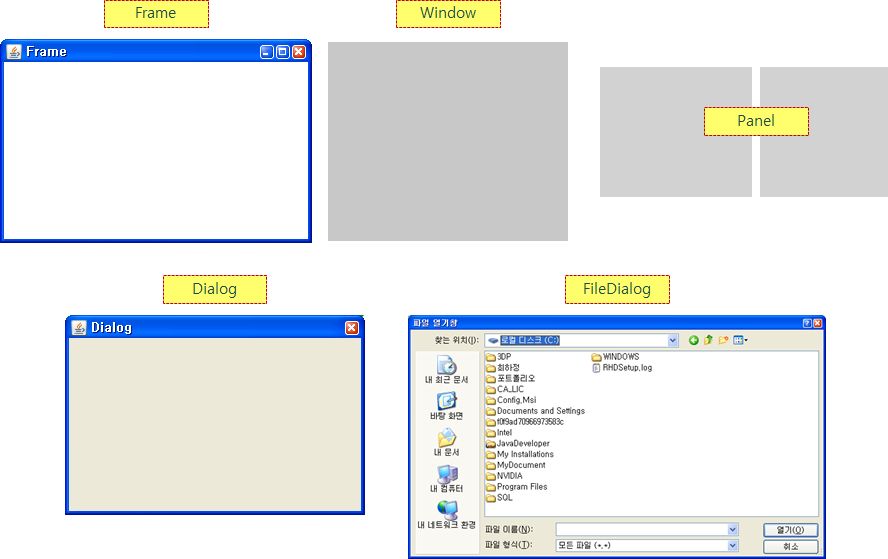 Frame
Window
Frame
Panel
Dialog
FileDialog
Dialog
파일 열기창
찾는 위치(I):
로컬 디스크 (C:)
내 최근 문서
바탕 화면
내 문서
내 컴퓨터
내 네트워크 환경
3DP
최하정
포트폴리오
CA_LIC
Config.Msi
Documents and Settings
f0f9ad70966973583c
Intel
JavaDeveloper
My Installations
MyDocument
NVIDIA
Program Files
SQL
WINDOWS
RHDSetup.log
파일 이름(N):
열기(O)
파일 형식(T):
모든 파일 (*.*)
취소